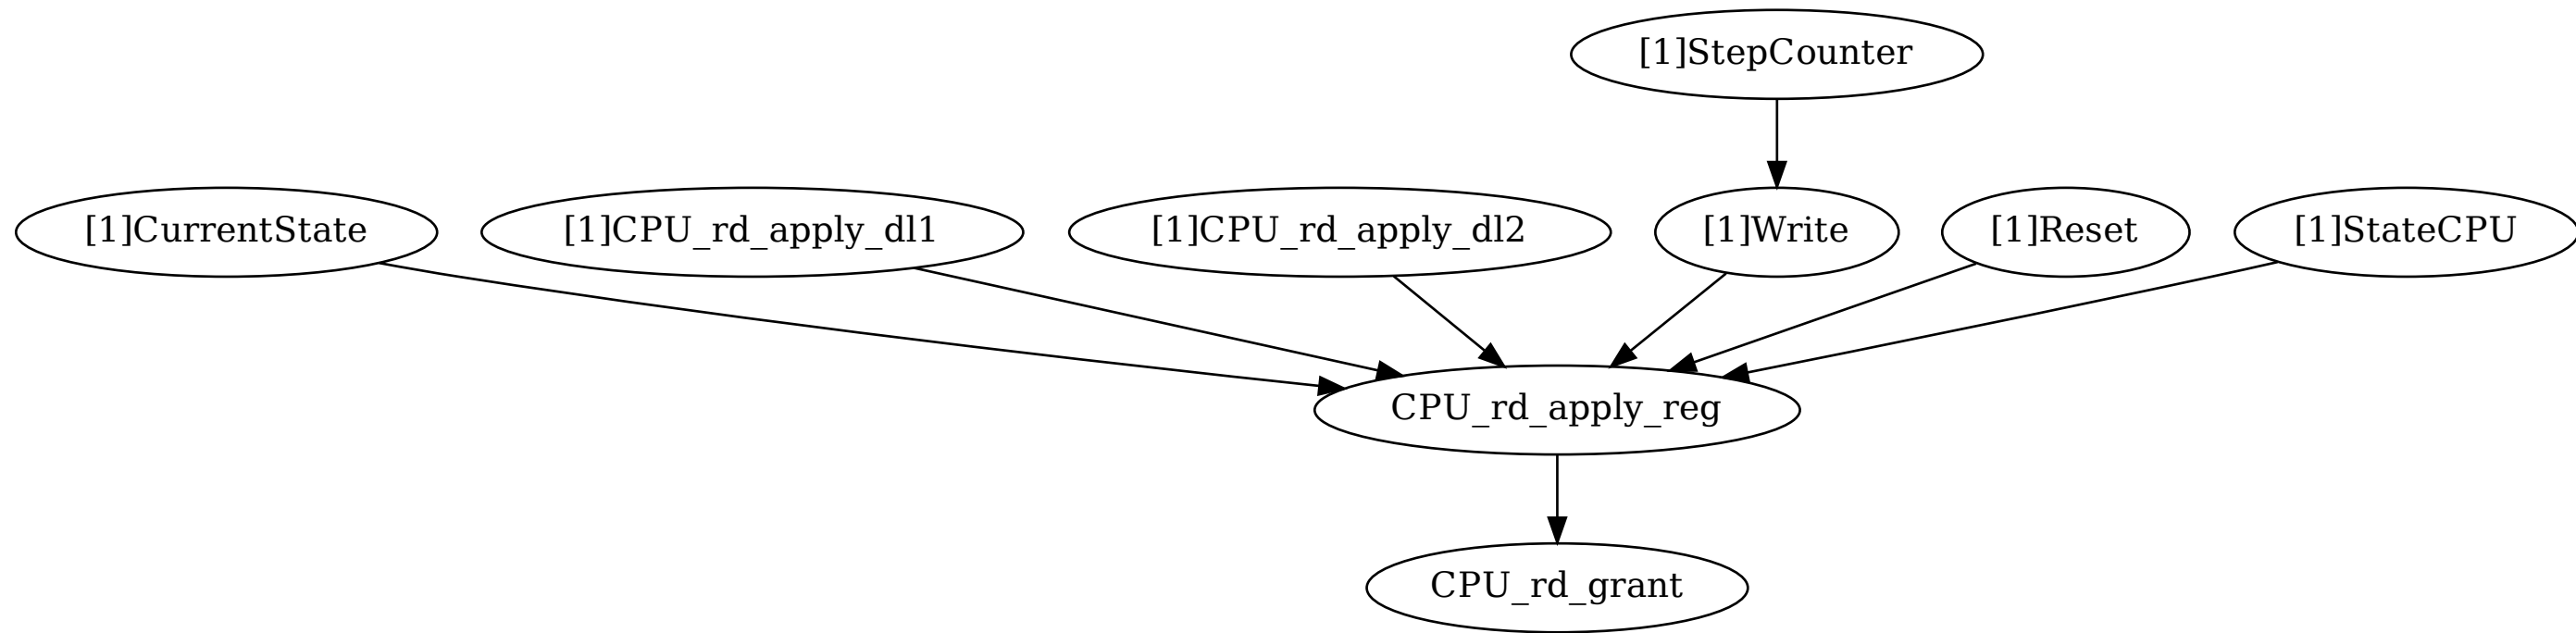 [1]StepCounter
[1]CurrentState
[1]CPU_rd_apply_dl1
[1]CPU_rd_apply_dl2
[1]Write
[1]Reset
[1]StateCPU
CPU_rd_apply_reg
CPU_rd_grant